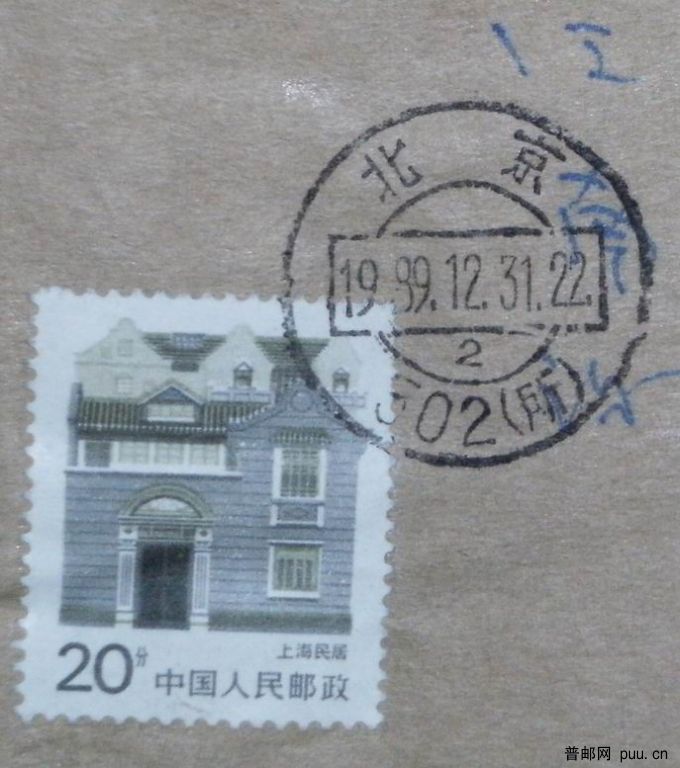 北 京
19.99.12.31.22
2
502(所)
上海民居
20分 中国人民邮政
普邮网 puu.cn